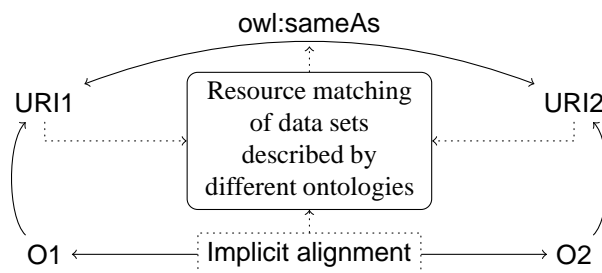 owl:sameAs
URI1
Resource matching
of data sets
described by
different ontologies
URI2
O1
Implicit alignment
O2